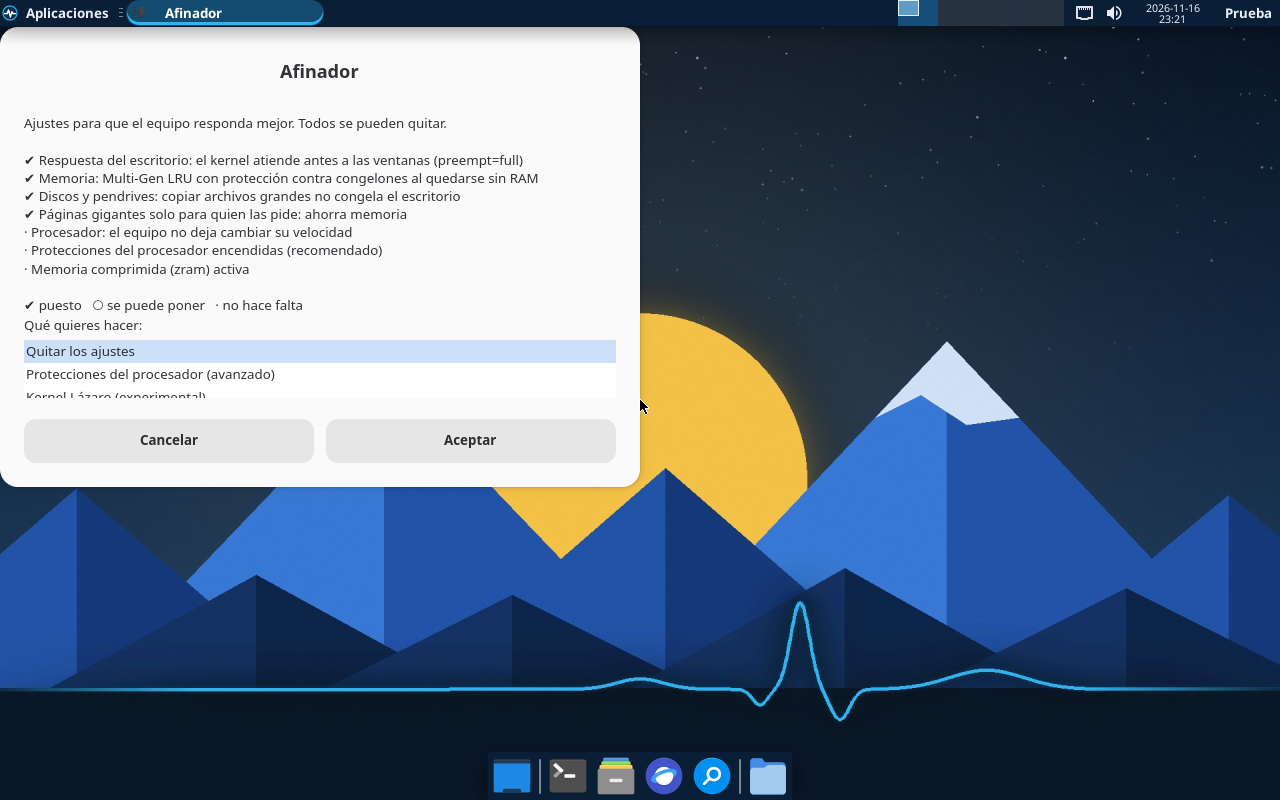 Aplicaciones
Afinador
2026-11-16
23:21
Prueba
Afinador
Ajustes para que el equipo responda mejor. Todos se pueden quitar.
✔ Respuesta del escritorio: el kernel atiende antes a las ventanas (preempt=full)
✔ Memoria: Multi-Gen LRU con protección contra congelones al quedarse sin RAM
✔ Discos y pendrives: copiar archivos grandes no congela el escritorio
✔ Páginas gigantes solo para quien las pide: ahorra memoria
· Procesador: el equipo no deja cambiar su velocidad
· Protecciones del procesador encendidas (recomendado)
· Memoria comprimida (zram) activa
✔ puesto ○ se puede poner · no hace falta
Qué quieres hacer:
Quitar los ajustes
Protecciones del procesador (avanzado)
Kernel Lázaro (experimental)
Cancelar
Aceptar